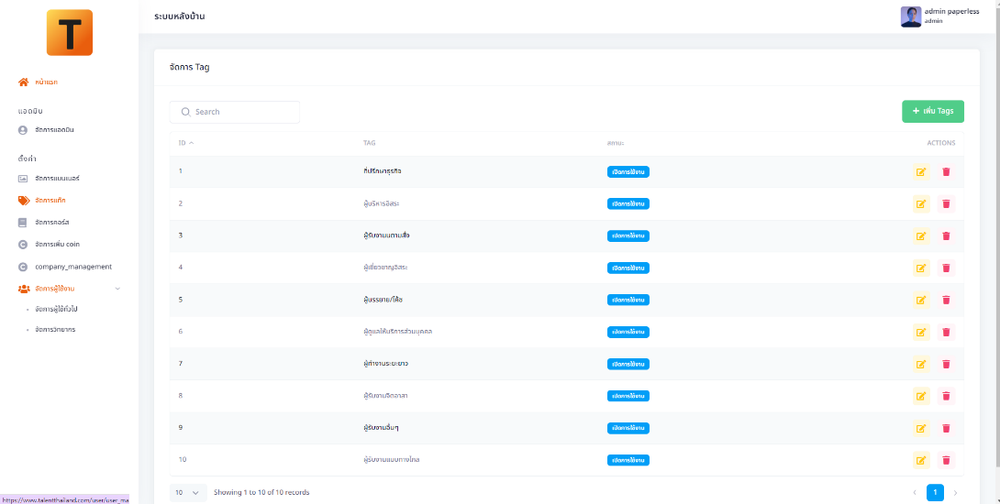 T
ระบบหลังบ้าน
admin paperless
admin
หน้าแรก
แอดมิน
จัดการแอดมิน
ตั้งค่า
จัดการแบนเนอร์
จัดการแท็ก
จัดการคอร์ส
จัดการเพิ่ม coin
company_management
จัดการผู้ใช้งาน
จัดการผู้ใช้ทั่วไป
จัดการวิทยากร
จัดการ Tag
Search
+ เพิ่ม Tags
ID TAG สถานะ ACTIONS
1 ที่ปรึกษาธุรกิจ เปิดการใช้งาน
2 ผู้บริหารอิสระ เปิดการใช้งาน
3 ผู้รับงานนตามสั่ง เปิดการใช้งาน
4 ผู้เชี่ยวชาญอิสระ เปิดการใช้งาน
5 ผู้บรรยาย/โค้ช เปิดการใช้งาน
6 ผู้ดูแลให้บริการส่วนบุคคล เปิดการใช้งาน
7 ผู้ทำงานระยะยาว เปิดการใช้งาน
8 ผู้รับงานจิตอาสา เปิดการใช้งาน
9 ผู้รับงานอื่นๆ เปิดการใช้งาน
10 ผู้รับงานแบบทางไกล เปิดการใช้งาน
10 Showing 1 to 10 of 10 records 1
https://www.talentthailand.com/user/user_ma